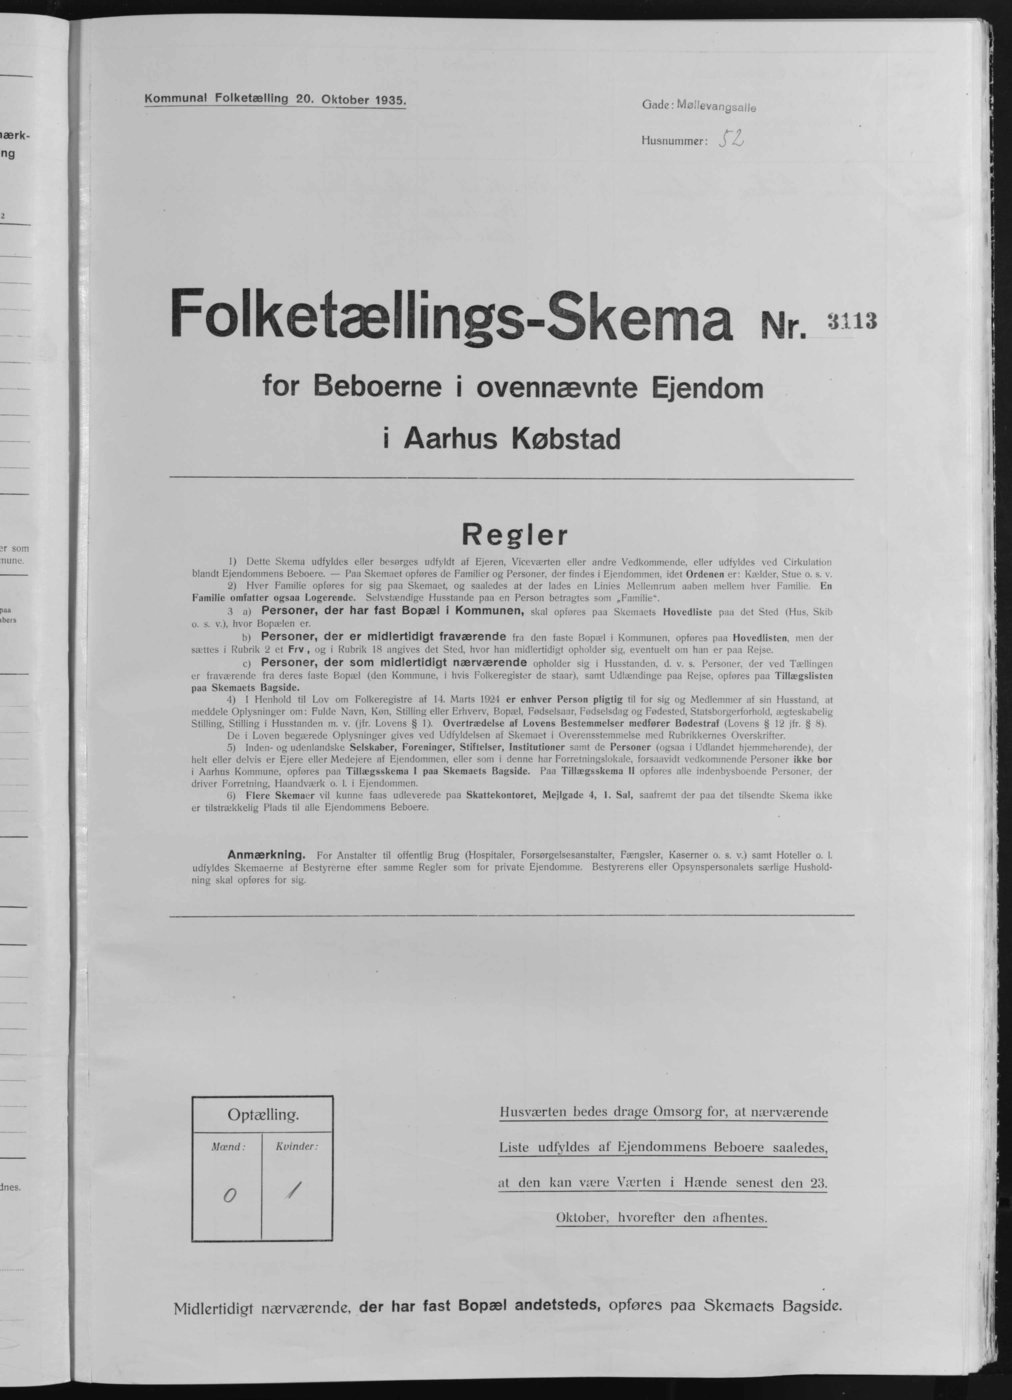 Kommunal Folketælling 20. Oktober 1935.
Gade: Møllevangsalle
Husnummer: 52
Folketællings-Skema Nr. 3113
for Beboerne i ovennævnte Ejendom
i Aarhus Købstad
Regler
1) Dette Skema udfyldes eller besørges udfyldt af Ejeren, Viceværten eller andre Vedkommende, eller udfyldes ved Cirkulation
blandt Ejendommens Beboere. — Paa Skemaet opføres de Familier og Personer, der findes i Ejendommen, idet Ordenen er: Kælder, Stue o. s. v.
2) Hver Familie opføres for sig paa Skemaet, og saaledes at der lades en Linies Mellemrum aaben mellem hver Familie. En
Familie omfatter ogsaa Logerende. Selvstændige Husstande paa en Person betragtes som „Familie“.
3 a) Personer, der har fast Bopæl i Kommunen, skal opføres paa Skemaets Hovedliste paa det Sted (Hus, Skib
o. s. v.), hvor Bopælen er.
b) Personer, der er midlertidigt fraværende fra den faste Bopæl i Kommunen, opføres paa Hovedlisten, men der
sættes i Rubrik 2 et Frv., og i Rubrik 18 angives det Sted, hvor han midlertidigt opholder sig, eventuelt om han er paa Rejse.
c) Personer, der som midlertidigt nærværende opholder sig i Husstanden, d. v. s. Personer, der ved Tællingen
er fraværende fra deres faste Bopæl (den Kommune, i hvis Folkeregister de staar), samt Udlændinge paa Rejse, opføres paa Tillægslisten
paa Skemaets Bagside.
4) I Henhold til Lov om Folkeregistre af 14. Marts 1924 er enhver Person pligtig til for sig og Medlemmer af sin Husstand, at
meddele Oplysninger om: Fulde Navn, Køn, Stilling eller Erhverv, Bopæl, Fødselsaar, Fødselsdag og Fødested, Statsborgerforhold, ægteskabelig
Stilling, Stilling i Husstanden m. v. (jfr. Lovens § 1). Overtrædelse af Lovens Bestemmelser medfører Bødestraf (Lovens § 12 jfr. § 8).
De i Loven begærede Oplysninger gives ved Udfyldelsen af Skemaet i Overensstemmelse med Rubrikkernes Overskrifter.
5) Inden- og udenlandske Selskaber, Foreninger, Stiftelser, Institutioner samt de Personer (ogsaa i Udlandet hjemmehørende), der
helt eller delvis er Ejere eller Medejere af Ejendommen, eller som i denne har Forretningslokale, forsaavidt vedkommende Personer ikke bor
i Aarhus Kommune, opføres paa Tillægsskema I paa Skemaets Bagside. Paa Tillægsskema II opføres alle indenbysboende Personer, der
driver Forretning, Haandværk o. l. i Ejendommen.
6) Flere Skemaer vil kunne faas udleverede paa Skattekontoret, Mejlgade 4, 1. Sal, saafremt der paa det tilsendte Skema ikke
er tilstrækkelig Plads til alle Ejendommens Beboere.
Anmærkning. For Anstalter til offentlig Brug (Hospitaler, Forsørgelsesanstalter, Fængsler, Kaserner o. s. v.) samt Hoteller o. l.
udfyldes Skemaerne af Bestyrerne efter samme Regler som for private Ejendomme. Bestyrerens eller Opsynspersonalets særlige Hushold-
ning skal opføres for sig.
Optælling.
Mænd: Kvinder:
0 1
Husværten bedes drage Omsorg for, at nærværende
Liste udfyldes af Ejendommens Beboere saaledes,
at den kan være Værten i Hænde senest den 23.
Oktober, hvorefter den afhentes.
Midlertidigt nærværende, der har fast Bopæl andetsteds, opføres paa Skemaets Bagside.